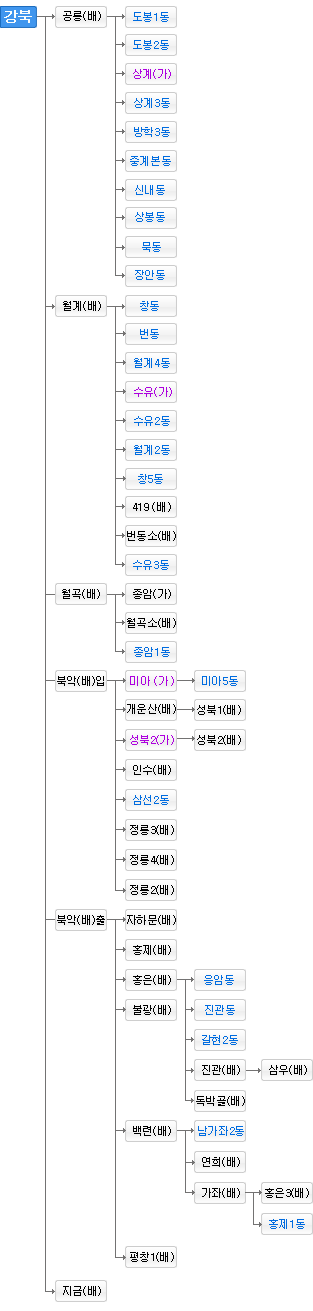 강북
공릉(배)
도봉1동
도봉2동
상계(가)
상계3동
방학3동
중계본동
신내동
상봉동
묵동
장안동
월계(배)
창동
번동
월계4동
수유(가)
수유2동
월계2동
창5동
419(배)
번동소(배)
수유3동
월곡(배)
종암(가)
월곡소(배)
종암1동
북악(배)입
미아(가)
미아5동
개운산(배)
성북1(배)
성북2(가)
성북2(배)
인수(배)
삼선2동
정릉3(배)
정릉4(배)
정릉2(배)
북악(배)출
자하문(배)
홍제(배)
홍은(배)
응암동
불광(배)
진관동
갈현2동
진관(배)
삼우(배)
독박골(배)
백련(배)
남가좌2동
연희(배)
가좌(배)
홍은3(배)
홍제1동
평창1(배)
지금(배)